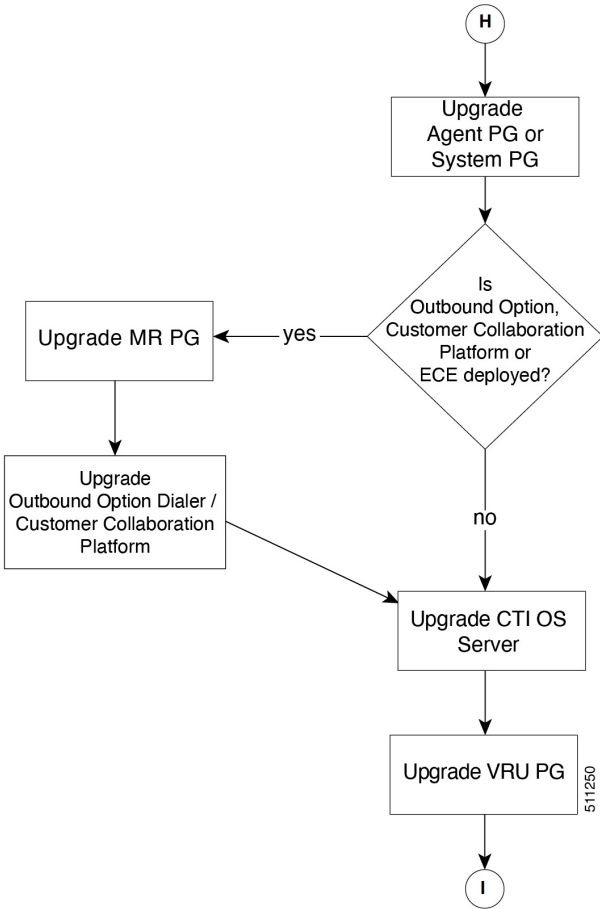 H
Upgrade
Agent PG or
System PG
Is
Outbound Option,
Customer Collaboration
Platform or
ECE deployed?
yes
Upgrade MR PG
Upgrade
Outbound Option Dialer /
Customer Collaboration
Platform
no
Upgrade CTI OS
Server
Upgrade VRU PG
511250
I